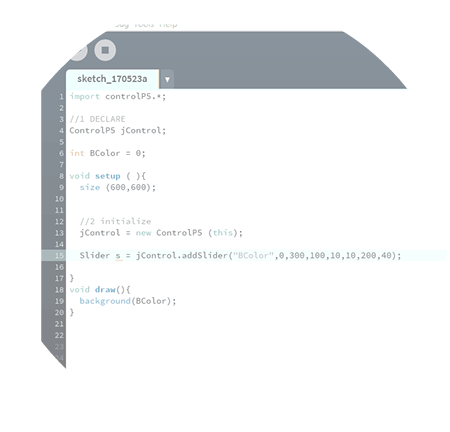 Tools Help
sketch_170523a
1 import controlP5.*;
2
3 //1 DECLARE
4 ControlP5 jControl;
5
6 int BColor = 0;
7
8 void setup ( ){
9 size (600,600);
10
11
12 //2 initialize
13 jControl = new ControlP5 (this);
14
15 Slider s = jControl.addSlider("BColor",0,300,100,10,10,200,40);
16
17 }
18 void draw(){
19 background(BColor);
20 }
21
22
23
24